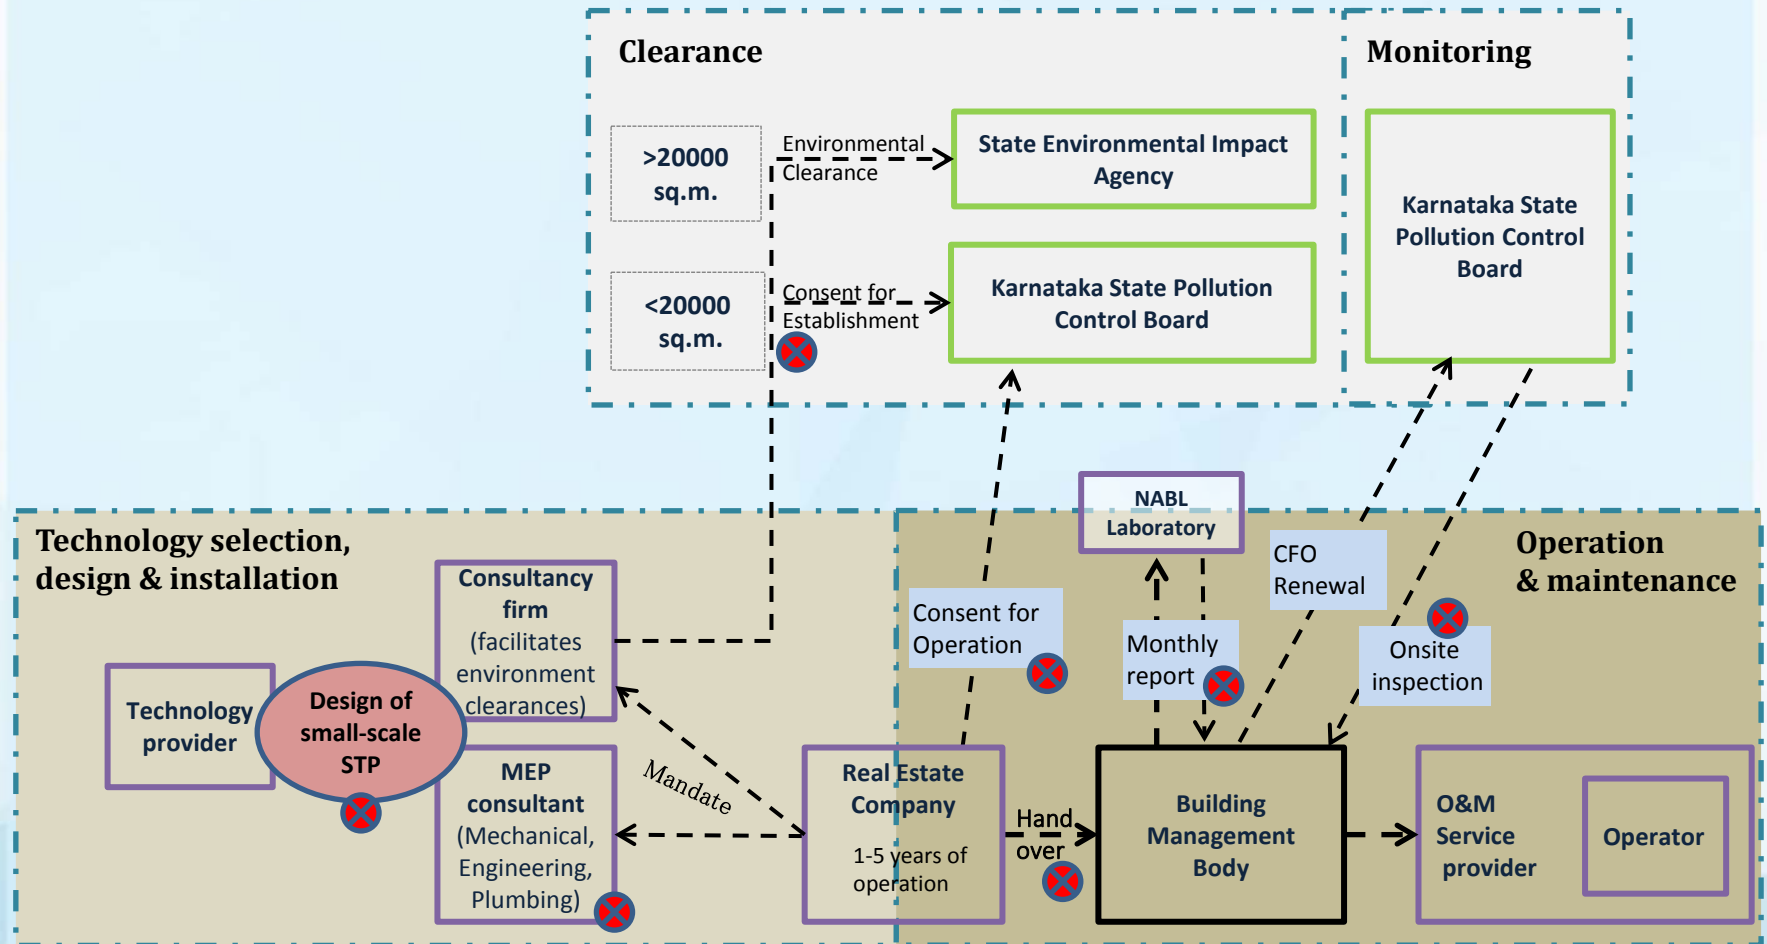 Clearance
Monitoring
>20000
sq.m.
Environmental
Clearance
State Environmental Impact
Agency
Karnataka State
Pollution Control
Board
<20000
sq.m.
Consent for
Establishment
Karnataka State Pollution
Control Board
Technology selection,
design & installation
Consultancy
firm
(facilitates
environment
clearances)
Technology
provider
Design of
small-scale
STP
MEP
consultant
(Mechanical,
Engineering,
Plumbing)
Mandate
Real Estate
Company
1-5 years of
operation
Consent for
Operation
Hand
over
NABL
Laboratory
Monthly
report
CFO
Renewal
Onsite
inspection
Operation
& maintenance
Building
Management
Body
O&M
Service
provider
Operator